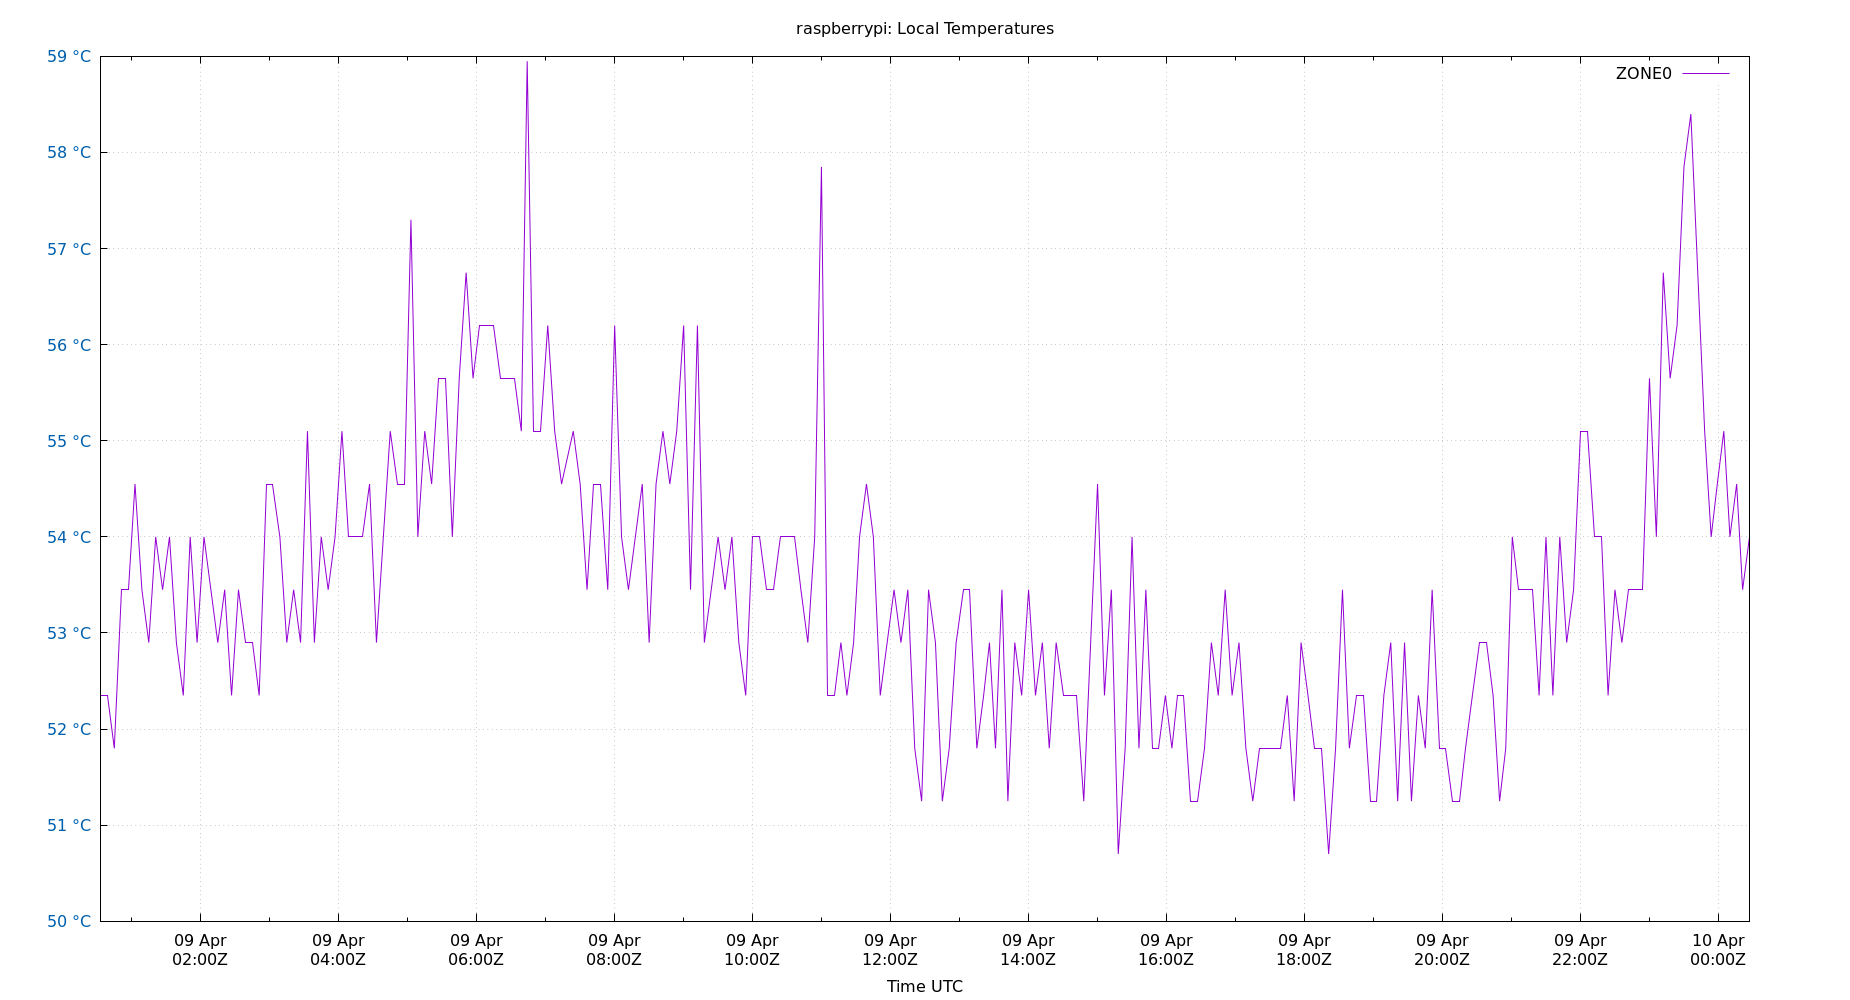 raspberrypi: Local Temperatures
59 °C
ZONE0
58 °C
57 °C
56 °C
55 °C
54 °C
53 °C
52 °C
51 °C
50 °C
09 Apr 09 Apr 09 Apr 09 Apr 09 Apr 09 Apr 09 Apr 09 Apr 09 Apr 09 Apr 09 Apr 10 Apr
02:00Z 04:00Z 06:00Z 08:00Z 10:00Z 12:00Z 14:00Z 16:00Z 18:00Z 20:00Z 22:00Z 00:00Z
Time UTC